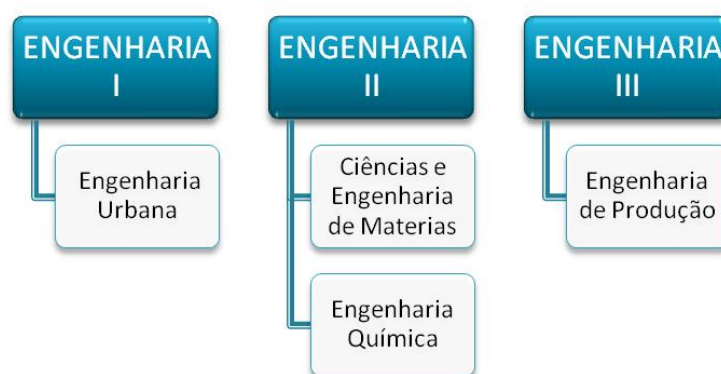 ENGENHARIA
I
Engenharia
Urbana
ENGENHARIA
II
Ciências e
Engenharia
de Materias
Engenharia
Química
ENGENHARIA
III
Engenharia
de Produção